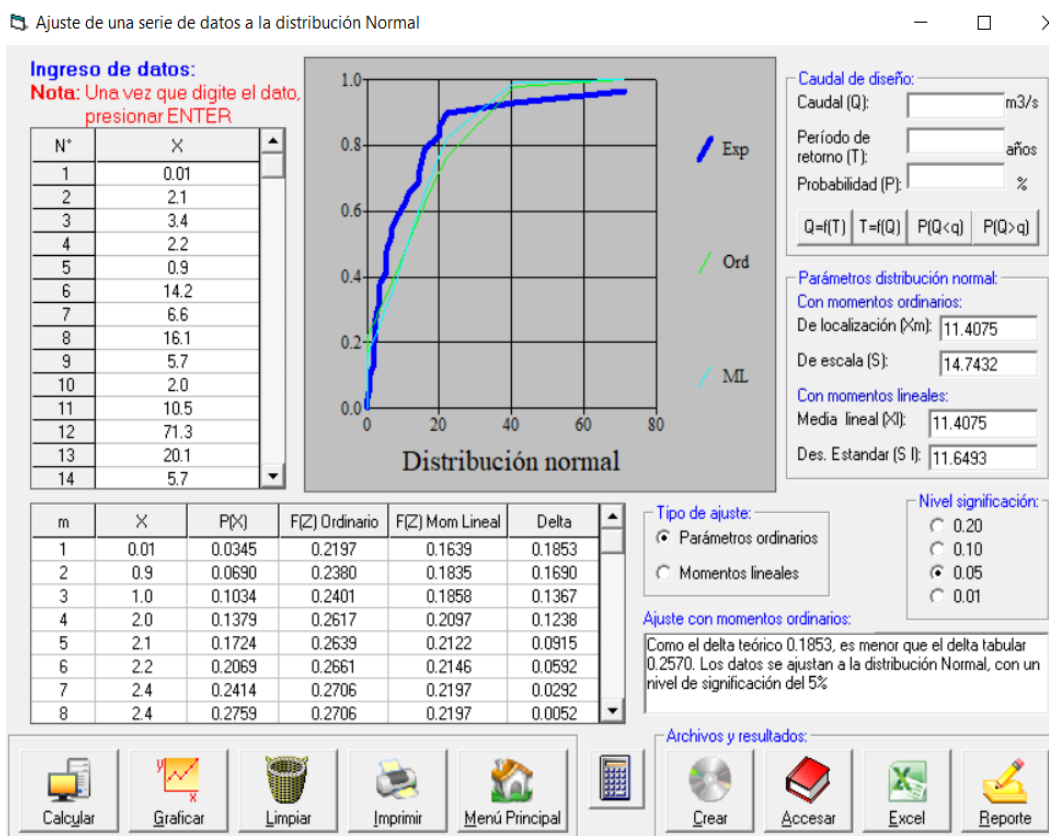 Ajuste de una serie de datos a la distribución Normal
Ingreso de datos:
Nota: Una vez que digite el dato,
presionar ENTER
N° X
1 0.01
2 2.1
3 3.4
4 2.2
5 0.9
6 14.2
7 6.6
8 16.1
9 5.7
10 2.0
11 10.5
12 71.3
13 20.1
14 5.7
1.0
0.8
0.6
0.4
0.2
0.0
0 20 40 60 80
Distribución normal
Exp
Ord
ML
Caudal de diseño:
Caudal (Q): m3/s
Período de
retorno (T): años
Probabilidad (P): %
Q=f(T) T=f(Q) P(Q<q) P(Q>q)
Parámetros distribución normal:
Con momentos ordinarios:
De localización (Xm): 11.4075
De escala (S): 14.7432
Con momentos lineales:
Media lineal (Xl): 11.4075
Des. Estandar (S l): 11.6493
m X P(X) F(Z) Ordinario F(Z) Mom Lineal Delta
1 0.01 0.0345 0.2197 0.1639 0.1853
2 0.9 0.0690 0.2380 0.1835 0.1690
3 1.0 0.1034 0.2401 0.1858 0.1367
4 2.0 0.1379 0.2617 0.2097 0.1238
5 2.1 0.1724 0.2639 0.2122 0.0915
6 2.2 0.2069 0.2661 0.2146 0.0592
7 2.4 0.2414 0.2706 0.2197 0.0292
8 2.4 0.2759 0.2706 0.2197 0.0052
Tipo de ajuste:
Parámetros ordinarios
Momentos lineales
Nivel significación:
0.20
0.10
0.05
0.01
Ajuste con momentos ordinarios:
Como el delta teórico 0.1853, es menor que el delta tabular
0.2570. Los datos se ajustan a la distribución Normal, con un
nivel de significación del 5%
Calcular Graficar Limpiar Imprimir Menú Principal
Archivos y resultados:
Crear Accesar Excel Reporte